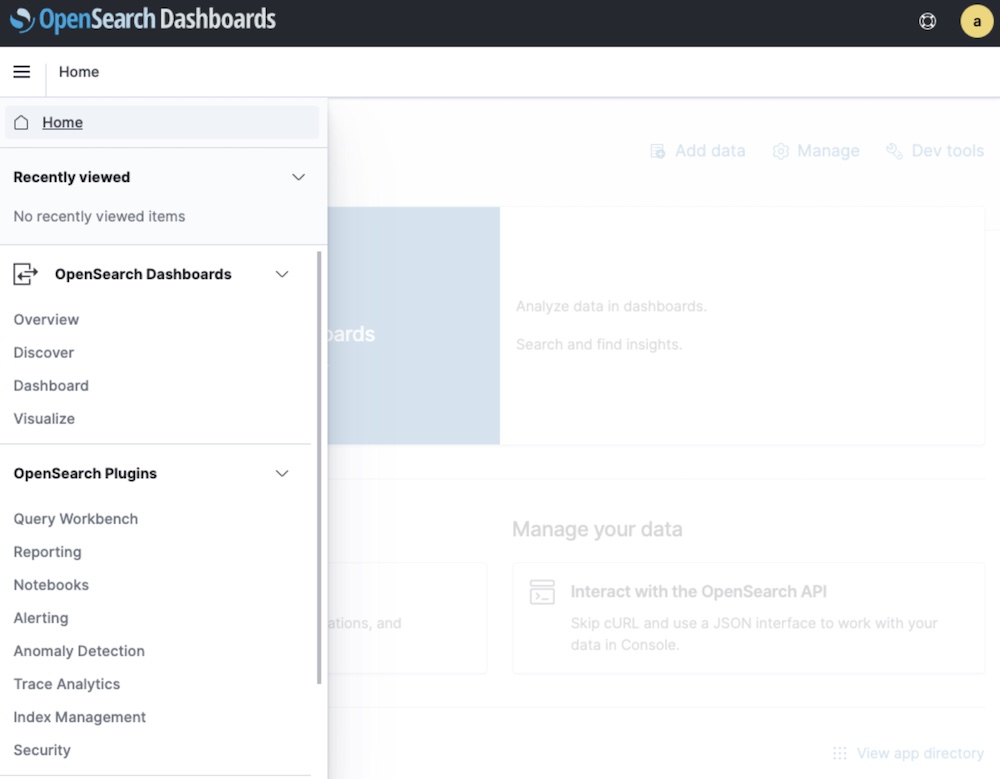 OpenSearch Dashboards
a
Home
Home
Recently viewed
No recently viewed items
OpenSearch Dashboards
Overview
Discover
Dashboard
Visualize
OpenSearch Plugins
Query Workbench
Reporting
Notebooks
Alerting
Anomaly Detection
Trace Analytics
Index Management
Security
Add data
Manage
Dev tools
Analyze data in dashboards.
Search and find insights.
Manage your data
ations, and
Interact with the OpenSearch API
Skip cURL and use a JSON interface to work with your
data in Console.
View app directory